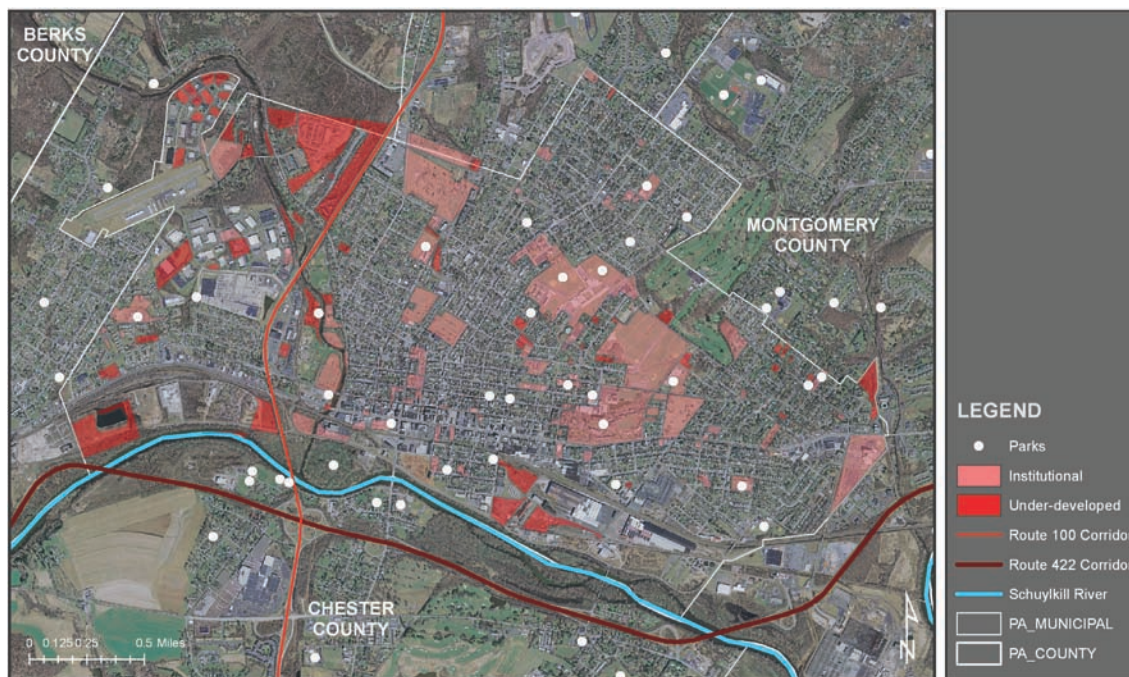 BERKS
COUNTY
MONTGOMERY
COUNTY
CHESTER
COUNTY
0 0.125 0.25 0.5 Miles
N
LEGEND
Parks
Institutional
Under-developed
Route 100 Corridor
Route 422 Corridor
Schuylkill River
PA_MUNICIPAL
PA_COUNTY